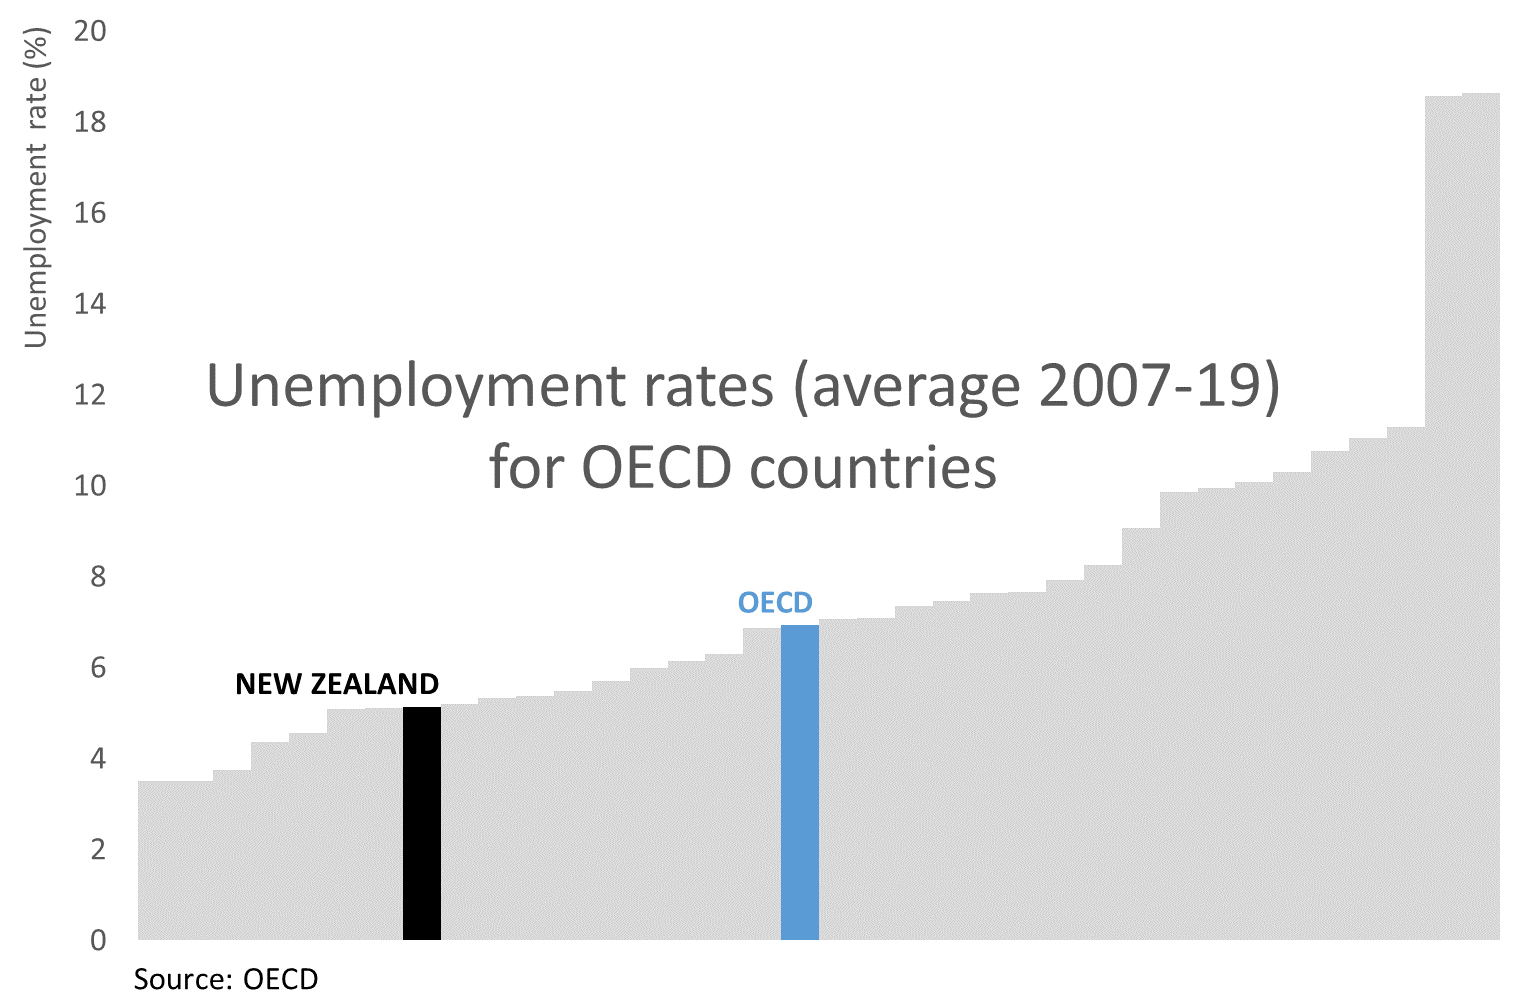 Unemployment rate (%)
20
18
16
14
12
10
8
6
4
2
0
Unemployment rates (average 2007-19)
for OECD countries
OECD
NEW ZEALAND
Source: OECD